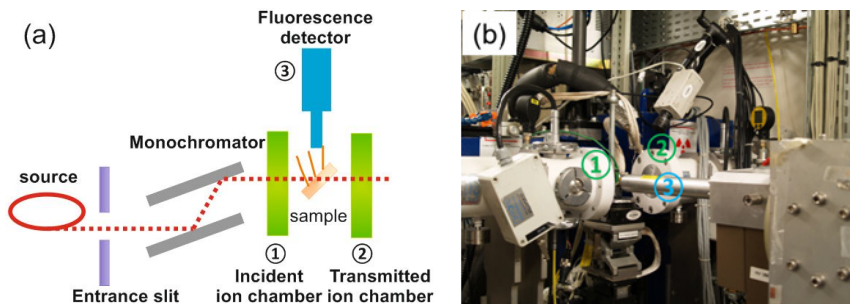 (a)
Fluorescence
detector
③
Monochromator
source
sample
①
②
Entrance slit
Incident
ion chamber
Transmitted
ion chamber
(b)
①
②
③